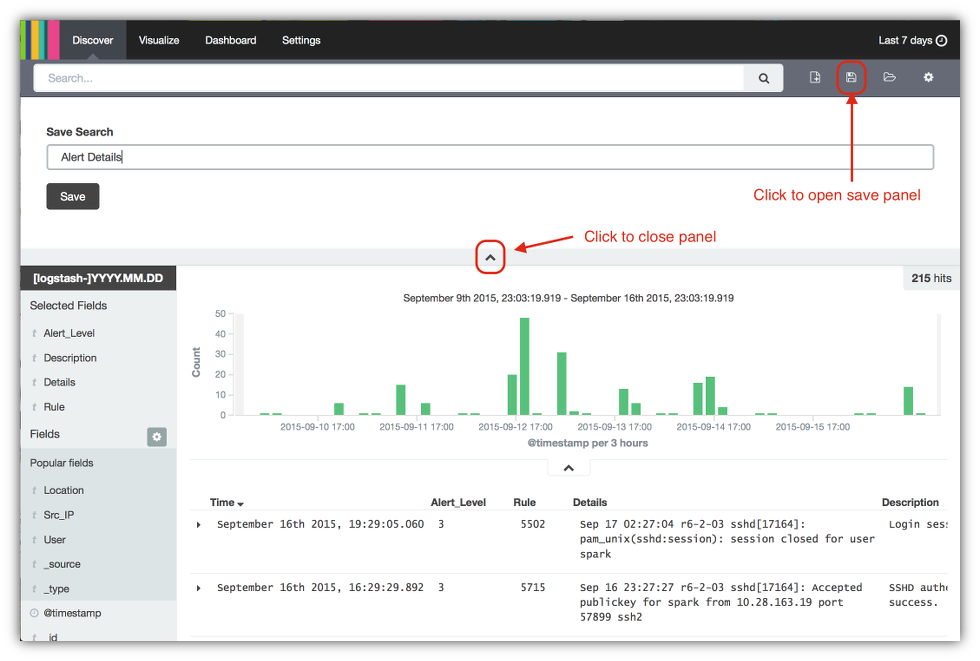 Discover Visualize Dashboard Settings Last 7 days
Search...
Save Search
Alert Details
Save
Click to open save panel
Click to close panel
[logstash-]YYYY.MM.DD
215 hits
Selected Fields
t Alert_Level
t Description
t Details
t Rule
Fields
Popular fields
t Location
t Src_IP
t User
t _source
t _type
@timestamp
t _id
September 9th 2015, 23:03:19.919 - September 16th 2015, 23:03:19.919
Count
50
40
30
20
10
0
2015-09-10 17:00 2015-09-11 17:00 2015-09-12 17:00 2015-09-13 17:00 2015-09-14 17:00 2015-09-15 17:00
@timestamp per 3 hours
Time Alert_Level Rule Details Description
September 16th 2015, 19:29:05.060 3 5502 Sep 17 02:27:04 r6-2-03 sshd[17164]: Login ses
pam_unix(sshd:session): session closed for user
spark
September 16th 2015, 16:29:29.892 3 5715 Sep 16 23:27:27 r6-2-03 sshd[17164]: Accepted SSHD auth
publickey for spark from 10.28.163.19 port success.
57899 ssh2